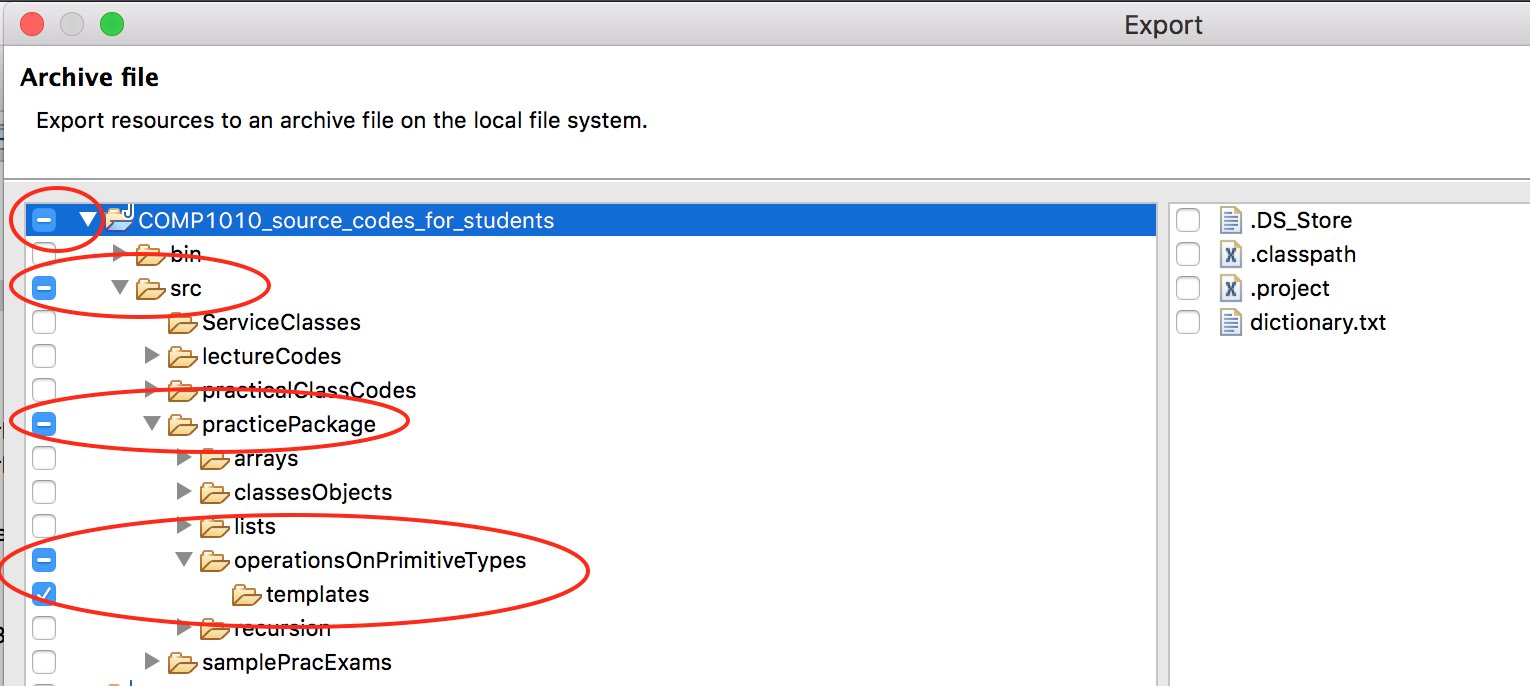 Export
Archive file
Export resources to an archive file on the local file system.
COMP1010_source_codes_for_students
bin
src
ServiceClasses
lectureCodes
practicalClassCodes
practicePackage
arrays
classesObjects
lists
operationsOnPrimitiveTypes
templates
recursion
samplePracExams
.DS_Store
.classpath
.project
dictionary.txt